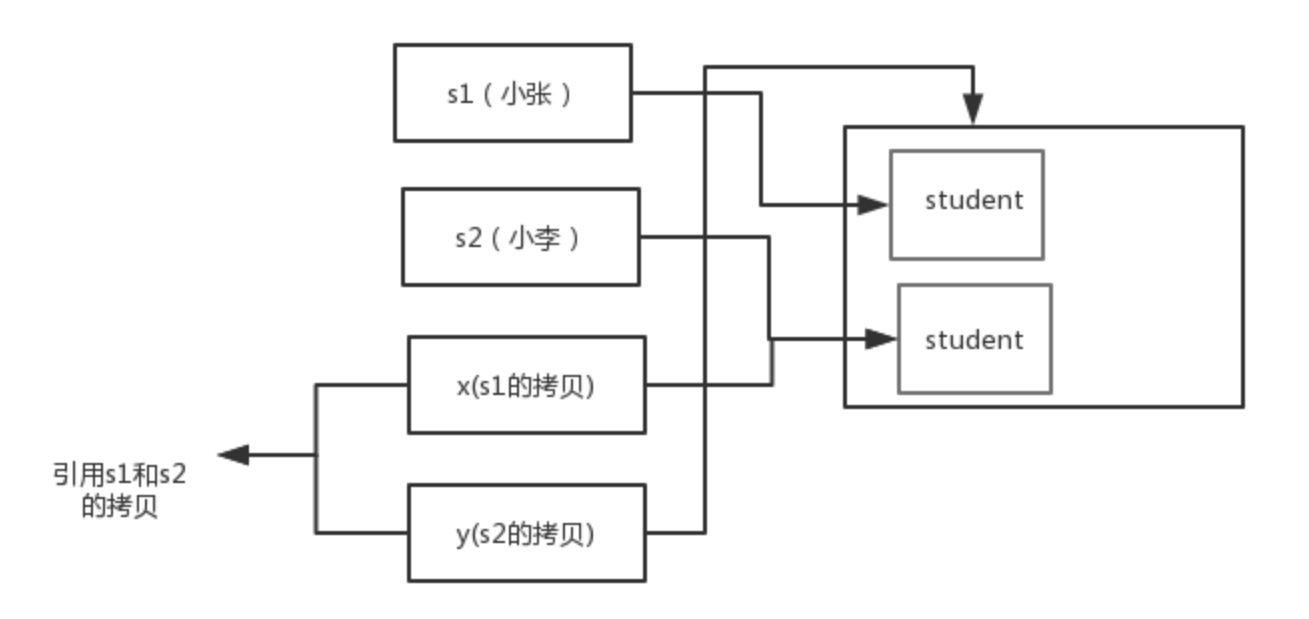 s1（小张）
student
s2（小李）
student
x(s1的拷贝)
引用s1和s2
的拷贝
y(s2的拷贝)